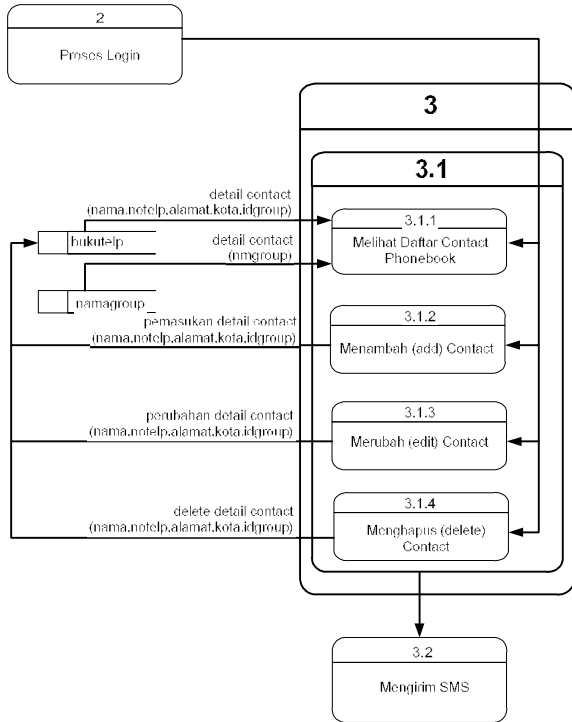 2
Proses Login
3
3.1
detail contact
(nama,notelp,alamat,kota,idgroup)
bukutelp
detail contact
(nmgroup)
3.1.1
Melihat Daftar Contact
Phonebook
namagroup
pemasukan detail contact
(nama,notelp,alamat,kota,idgroup)
3.1.2
Menambah (add) Contact
perubahan detail contact
(nama,notelp,alamat,kota,idgroup)
3.1.3
Merubah (edit) Contact
delete detail contact
(nama,notelp,alamat,kota,idgroup)
3.1.4
Menghapus (delete)
Contact
3.2
Mengirim SMS